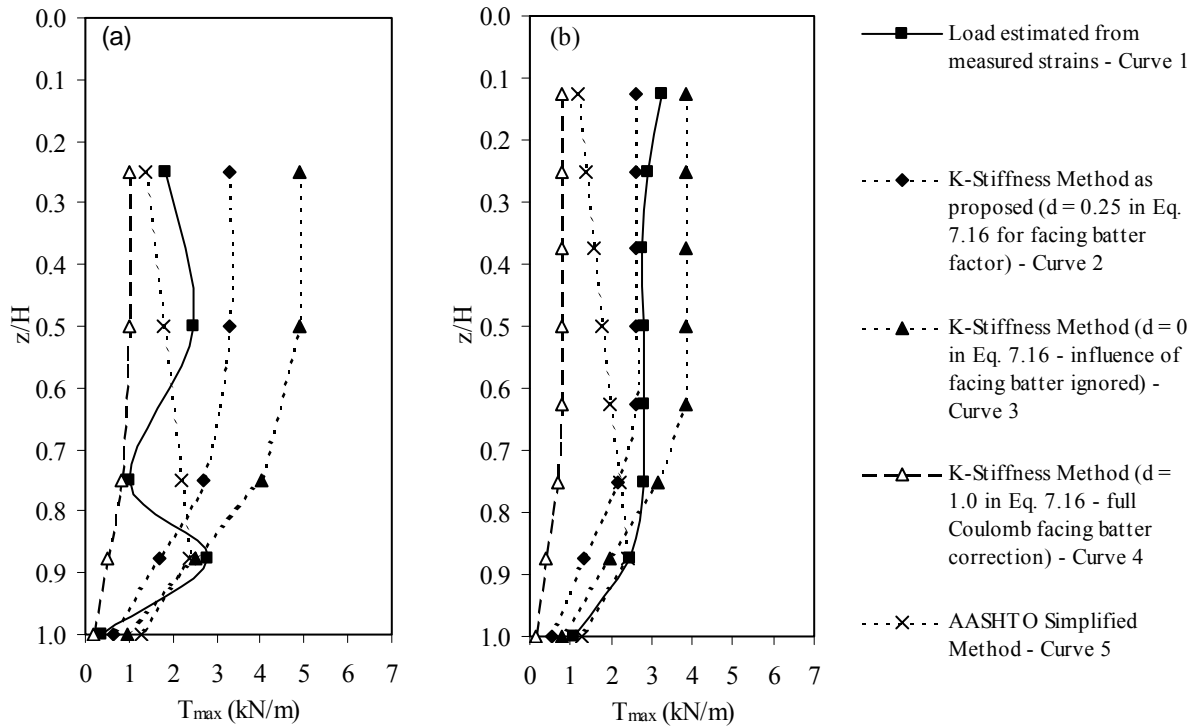 (a)
0.0
0.1
0.2
0.3
0.4
0.5
0.6
0.7
0.8
0.9
1.0
z/H
0
1
2
3
4
5
6
7
Tmax (kN/m)
(b)
0.0
0.1
0.2
0.3
0.4
0.5
0.6
0.7
0.8
0.9
1.0
z/H
0
1
2
3
4
5
6
7
Tmax (kN/m)
Load estimated from
measured strains - Curve 1
K-Stiffness Method as
proposed (d = 0.25 in Eq.
7.16 for facing batter
factor) - Curve 2
K-Stiffness Method (d = 0
in Eq. 7.16 - influence of
facing batter ignored) -
Curve 3
K-Stiffness Method (d =
1.0 in Eq. 7.16 - full
Coulomb facing batter
correction) - Curve 4
AASHTO Simplified
Method - Curve 5